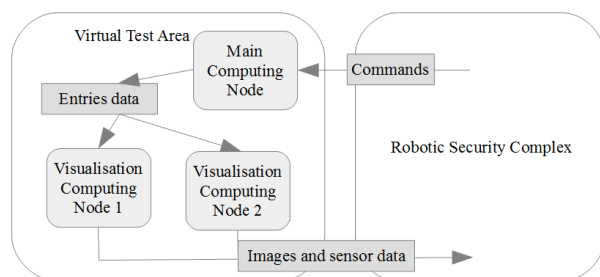 Virtual Test Area
Main
Computing
Node
Commands
Entries data
Robotic Security Complex
Visualisation
Computing
Node 1
Visualisation
Computing
Node 2
Images and sensor data